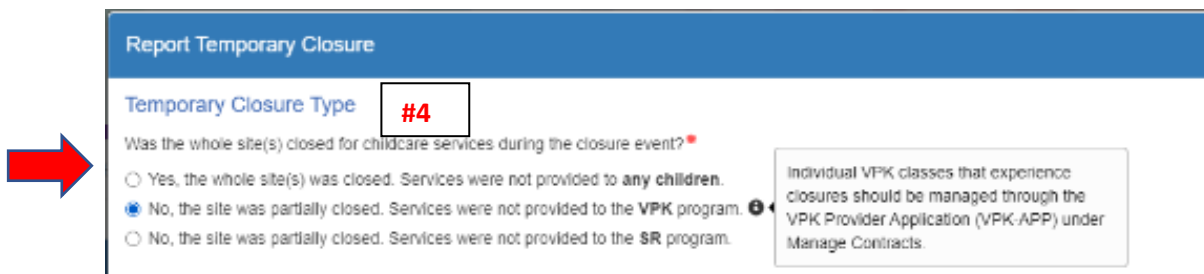 Report Temporary Closure
Temporary Closure Type
#4
Was the whole site(s) closed for childcare services during the closure event?*
Yes, the whole site(s) was closed. Services were not provided to any children.
No, the site was partially closed. Services were not provided to the VPK program.
No, the site was partially closed. Services were not provided to the SR program.
Individual VPK classes that experience
closures should be managed through the
VPK Provider Application (VPK-APP) under
Manage Contracts.